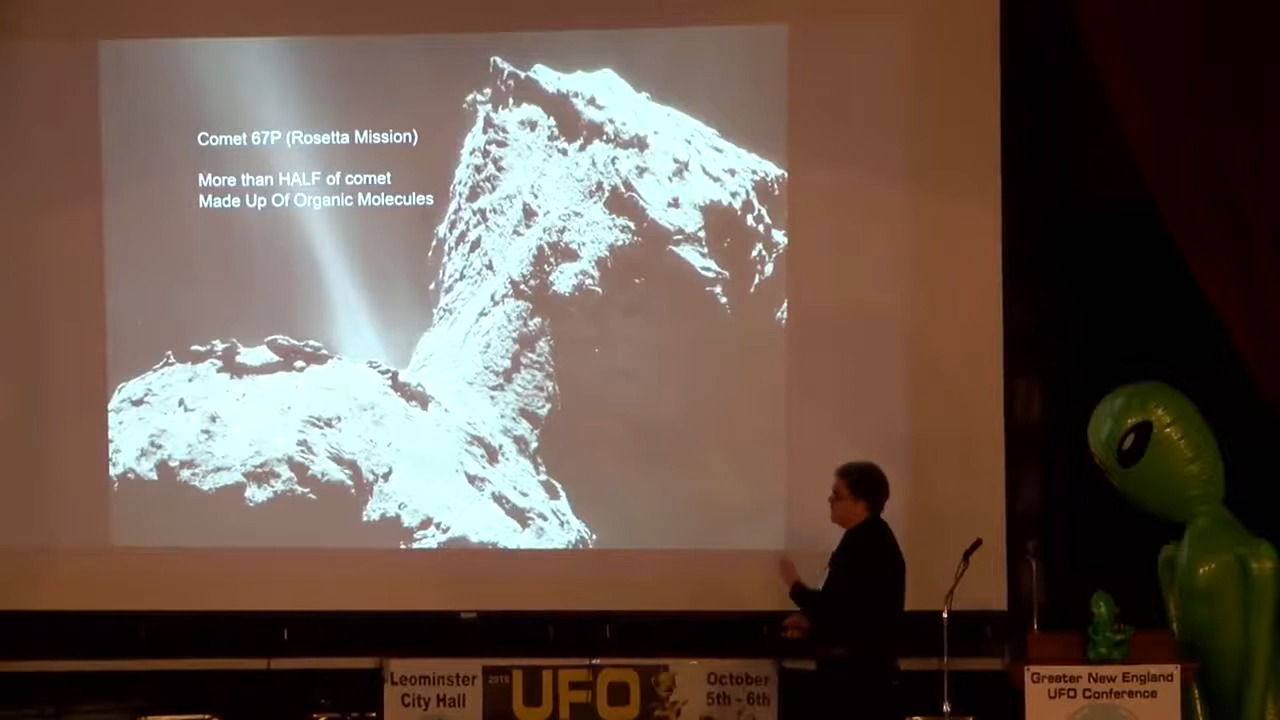 Comet 67P (Rosetta Mission)
More than HALF of comet
Made Up Of Organic Molecules
Leominster
City Hall
UFO
October
5th - 6th
Greater New England
UFO Conference